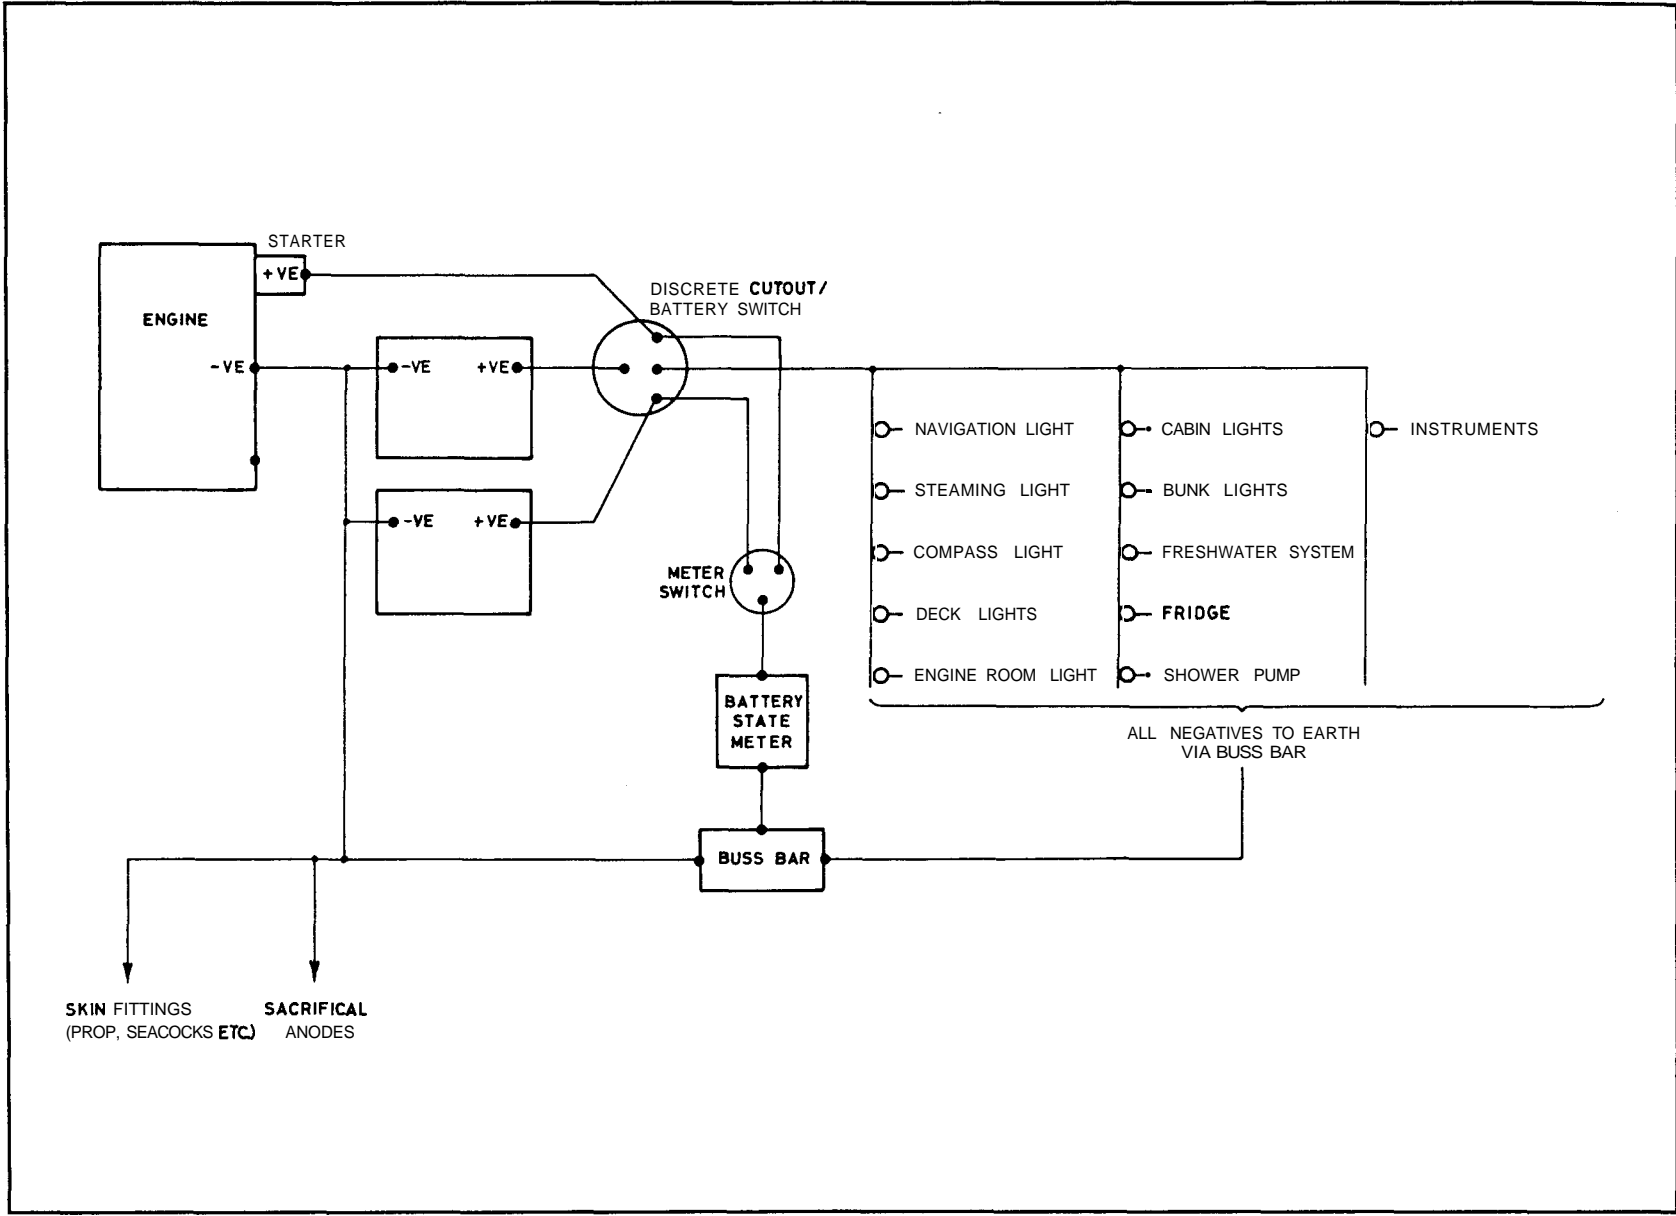 STARTER
+VE
ENGINE
-VE
DISCRETE CUTOUT/
BATTERY SWITCH
-VE
+VE
-VE
+VE
METER
SWITCH
BATTERY
STATE
METER
BUSS BAR
NAVIGATION LIGHT
STEAMING LIGHT
COMPASS LIGHT
DECK LIGHTS
ENGINE ROOM LIGHT
CABIN LIGHTS
BUNK LIGHTS
FRESHWATER SYSTEM
FRIDGE
SHOWER PUMP
INSTRUMENTS
ALL NEGATIVES TO EARTH
VIA BUSS BAR
SKIN FITTINGS
(PROP, SEACOCKS ETC)
SACRIFICAL
ANODES